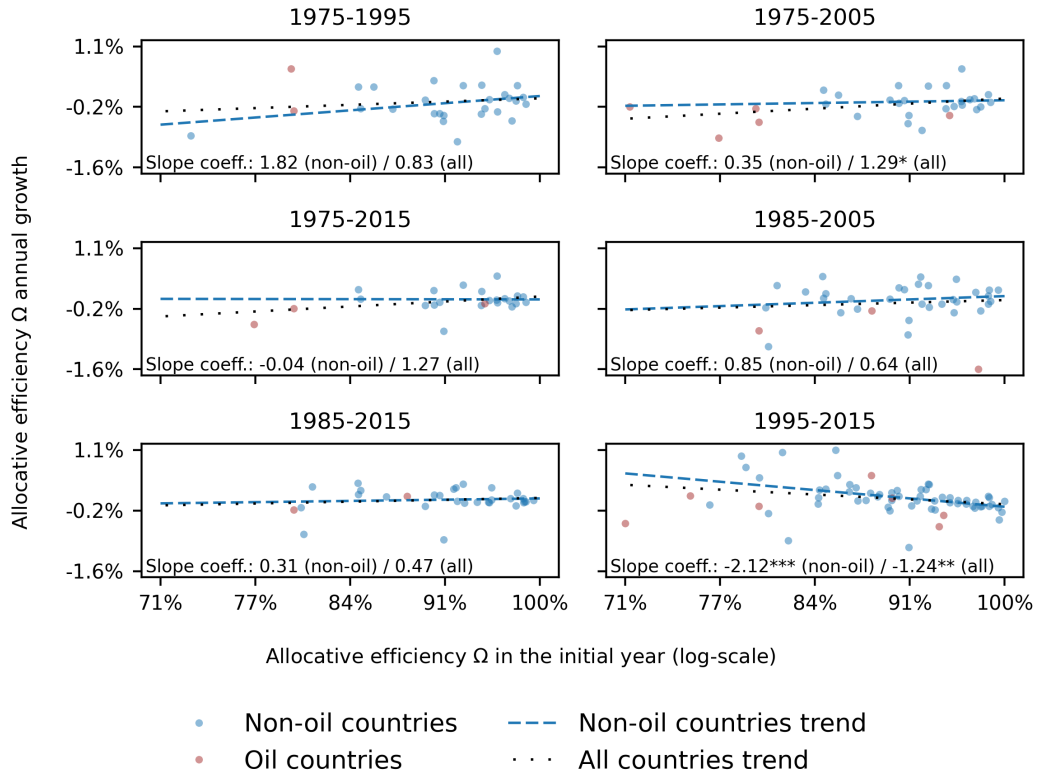 1975-1995
1975-2005
1.1%
-0.2%
-1.6%
Slope coeff.: 1.82 (non-oil) / 0.83 (all)
Slope coeff.: 0.35 (non-oil) / 1.29* (all)
1975-2015
1985-2005
1.1%
-0.2%
-1.6%
Slope coeff.: -0.04 (non-oil) / 1.27 (all)
Slope coeff.: 0.85 (non-oil) / 0.64 (all)
1985-2015
1995-2015
1.1%
-0.2%
-1.6%
Slope coeff.: 0.31 (non-oil) / 0.47 (all)
Slope coeff.: -2.12*** (non-oil) / -1.24** (all)
71% 77% 84% 91% 100%
71% 77% 84% 91% 100%
Allocative efficiency Ω annual growth
Allocative efficiency Ω in the initial year (log-scale)
Non-oil countries
Oil countries
Non-oil countries trend
All countries trend